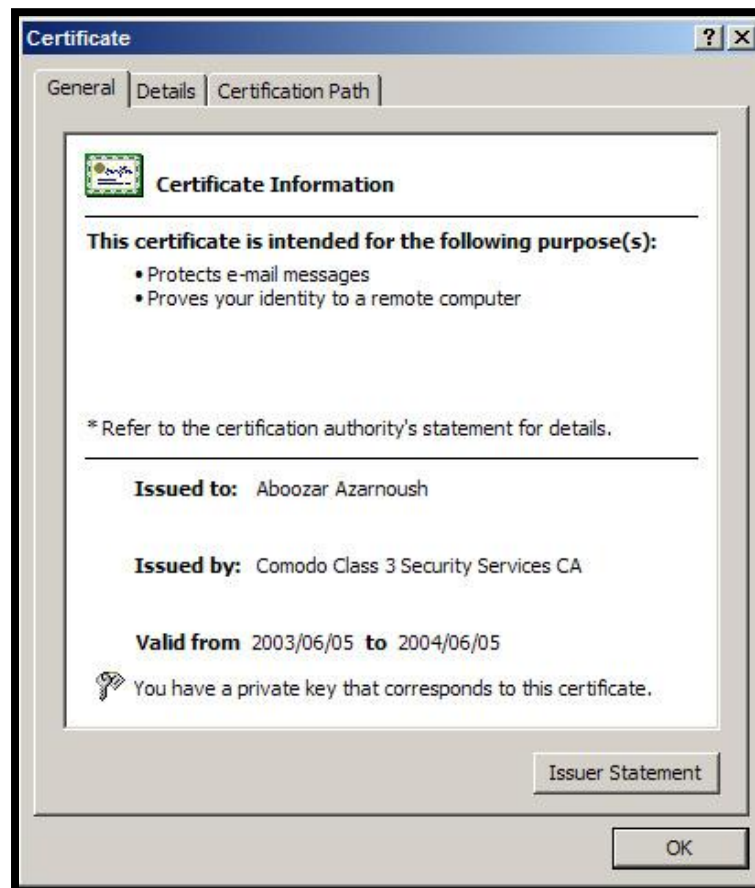 Certificate
General Details Certification Path
Certificate Information
This certificate is intended for the following purpose(s):
• Protects e-mail messages
• Proves your identity to a remote computer
* Refer to the certification authority's statement for details.
Issued to: Aboozar Azarnoush
Issued by: Comodo Class 3 Security Services CA
Valid from 2003/06/05 to 2004/06/05
You have a private key that corresponds to this certificate.
Issuer Statement
OK